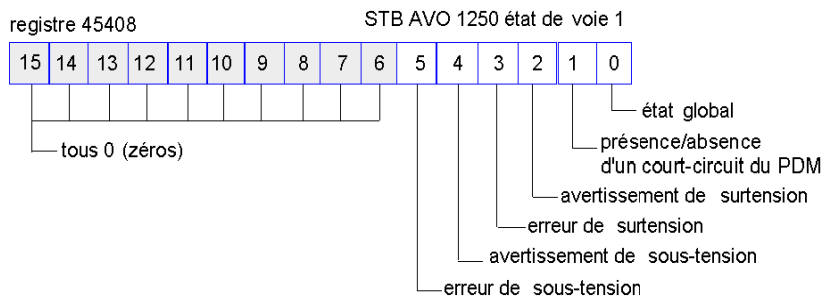 registre 45408
STB AVO 1250 état de voie 1
15 14 13 12 11 10 9 8 7 6 5 4 3 2 1 0
état global
tous 0 (zéros)
présence/absence
d'un court-circuit du PDM
avertissement de surtension
erreur de surtension
avertissement de sous-tension
erreur de sous-tension